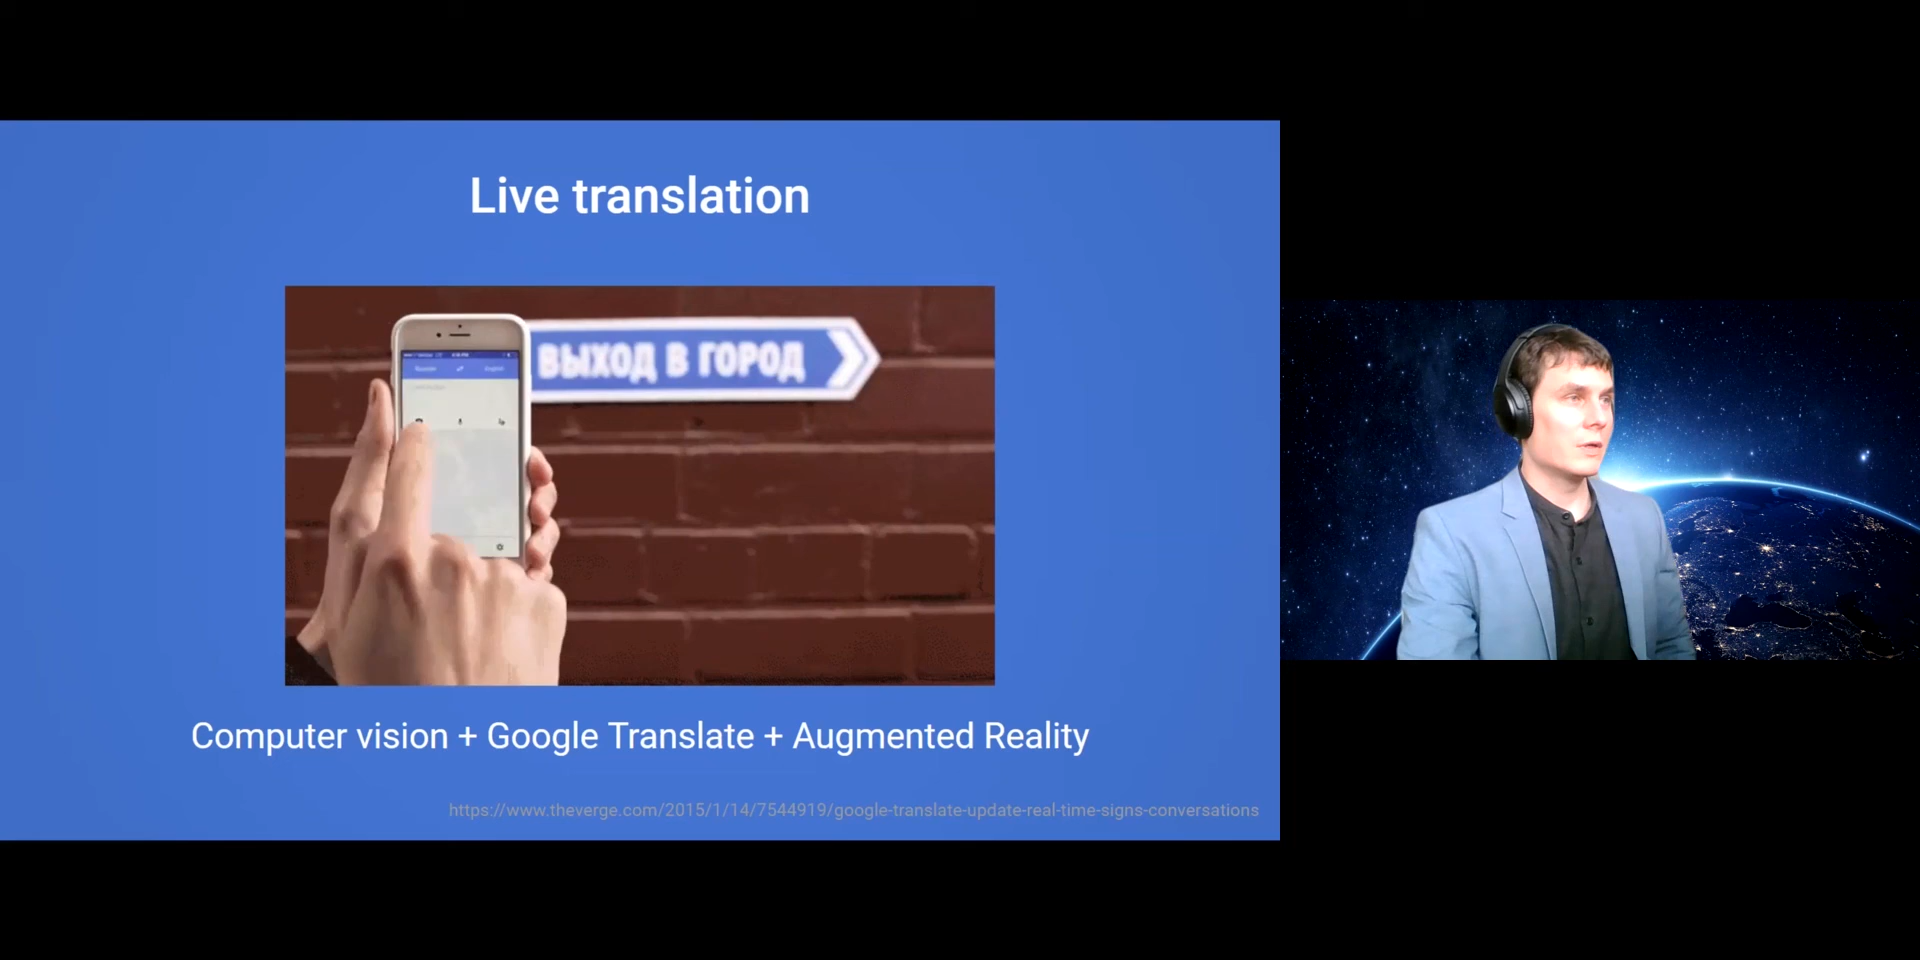 Live translation
ВЫХОД В ГОРОД
Computer vision + Google Translate + Augmented Reality
https://www.theverge.com/2015/1/14/7544919/google-translate-update-real-time-signs-conversations